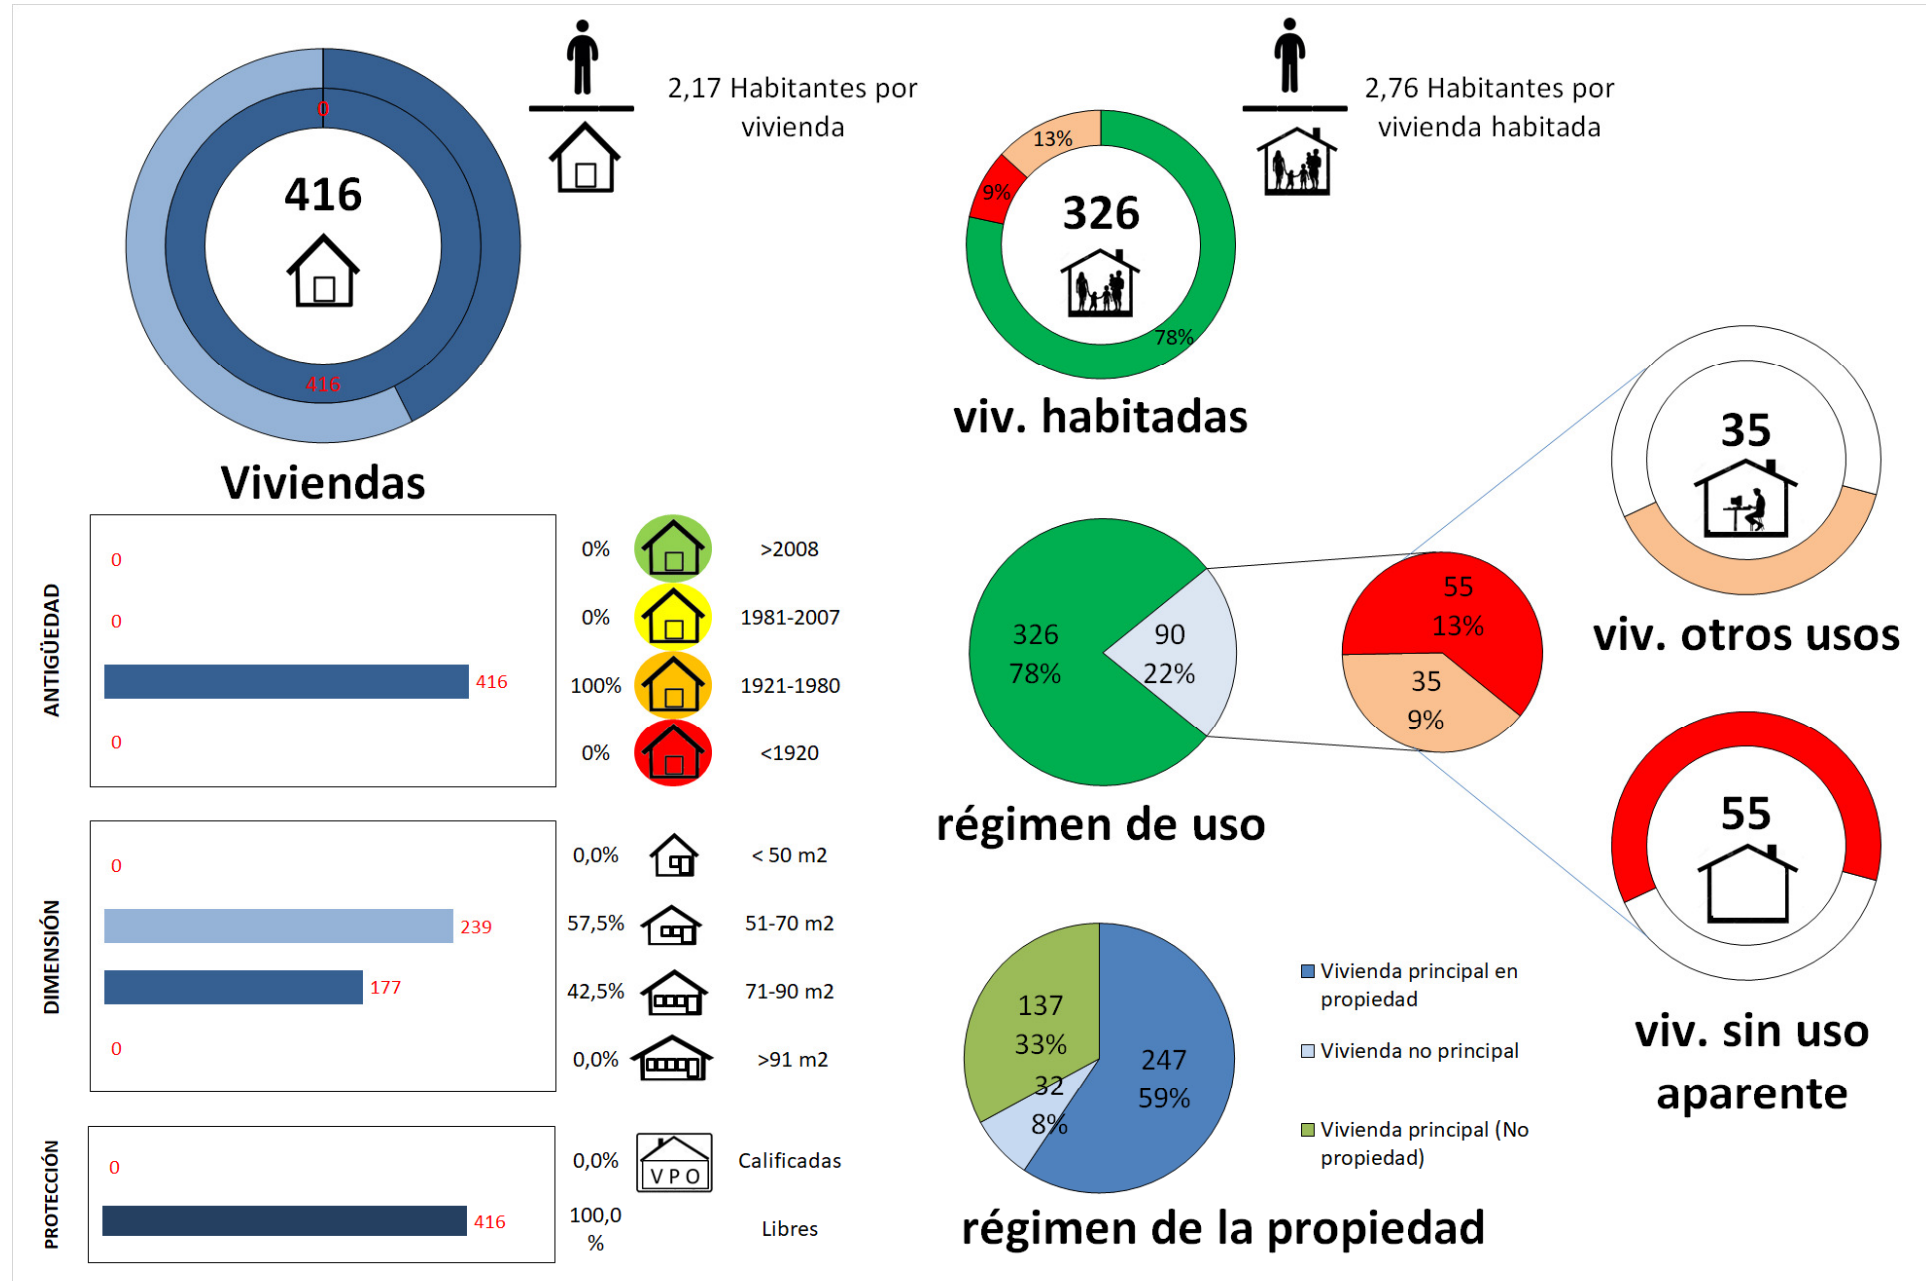 0
416
416
Viviendas
2,17 Habitantes por
vivienda
13%
9%
326
78%
viv. habitadas
2,76 Habitantes por
vivienda habitada
ANTIGÜEDAD
0
0% >2008
0
0% 1981-2007
416
100% 1921-1980
0
0% <1920
DIMENSIÓN
0
0,0% < 50 m2
239
57,5% 51-70 m2
177
42,5% 71-90 m2
0
0,0% >91 m2
PROTECCIÓN
0
0,0% VPO Calificadas
416
100,0
%
Libres
326
78%
90
22%
55
13%
35
9%
régimen de uso
35
viv. otros usos
55
viv. sin uso
aparente
137
33%
32
8%
247
59%
Vivienda principal en
propiedad
Vivienda no principal
Vivienda principal (No
propiedad)
régimen de la propiedad